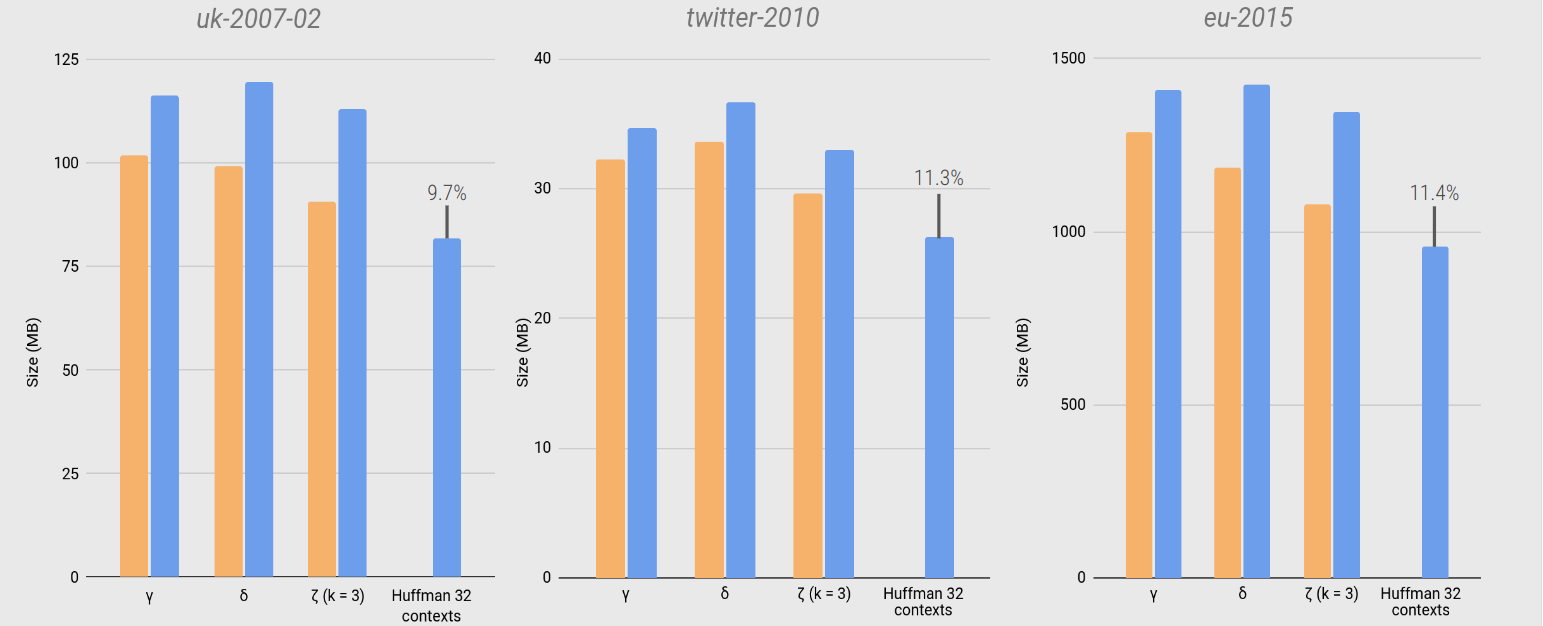 uk-2007-02
125
100
75
50
25
0
Size (MB)
9.7%
γ
δ
ζ (k = 3)
Huffman 32
contexts
twitter-2010
40
30
20
10
0
Size (MB)
11.3%
γ
δ
ζ (k = 3)
Huffman 32
contexts
eu-2015
1500
1000
500
0
Size (MB)
11.4%
γ
δ
ζ (k = 3)
Huffman 32
contexts